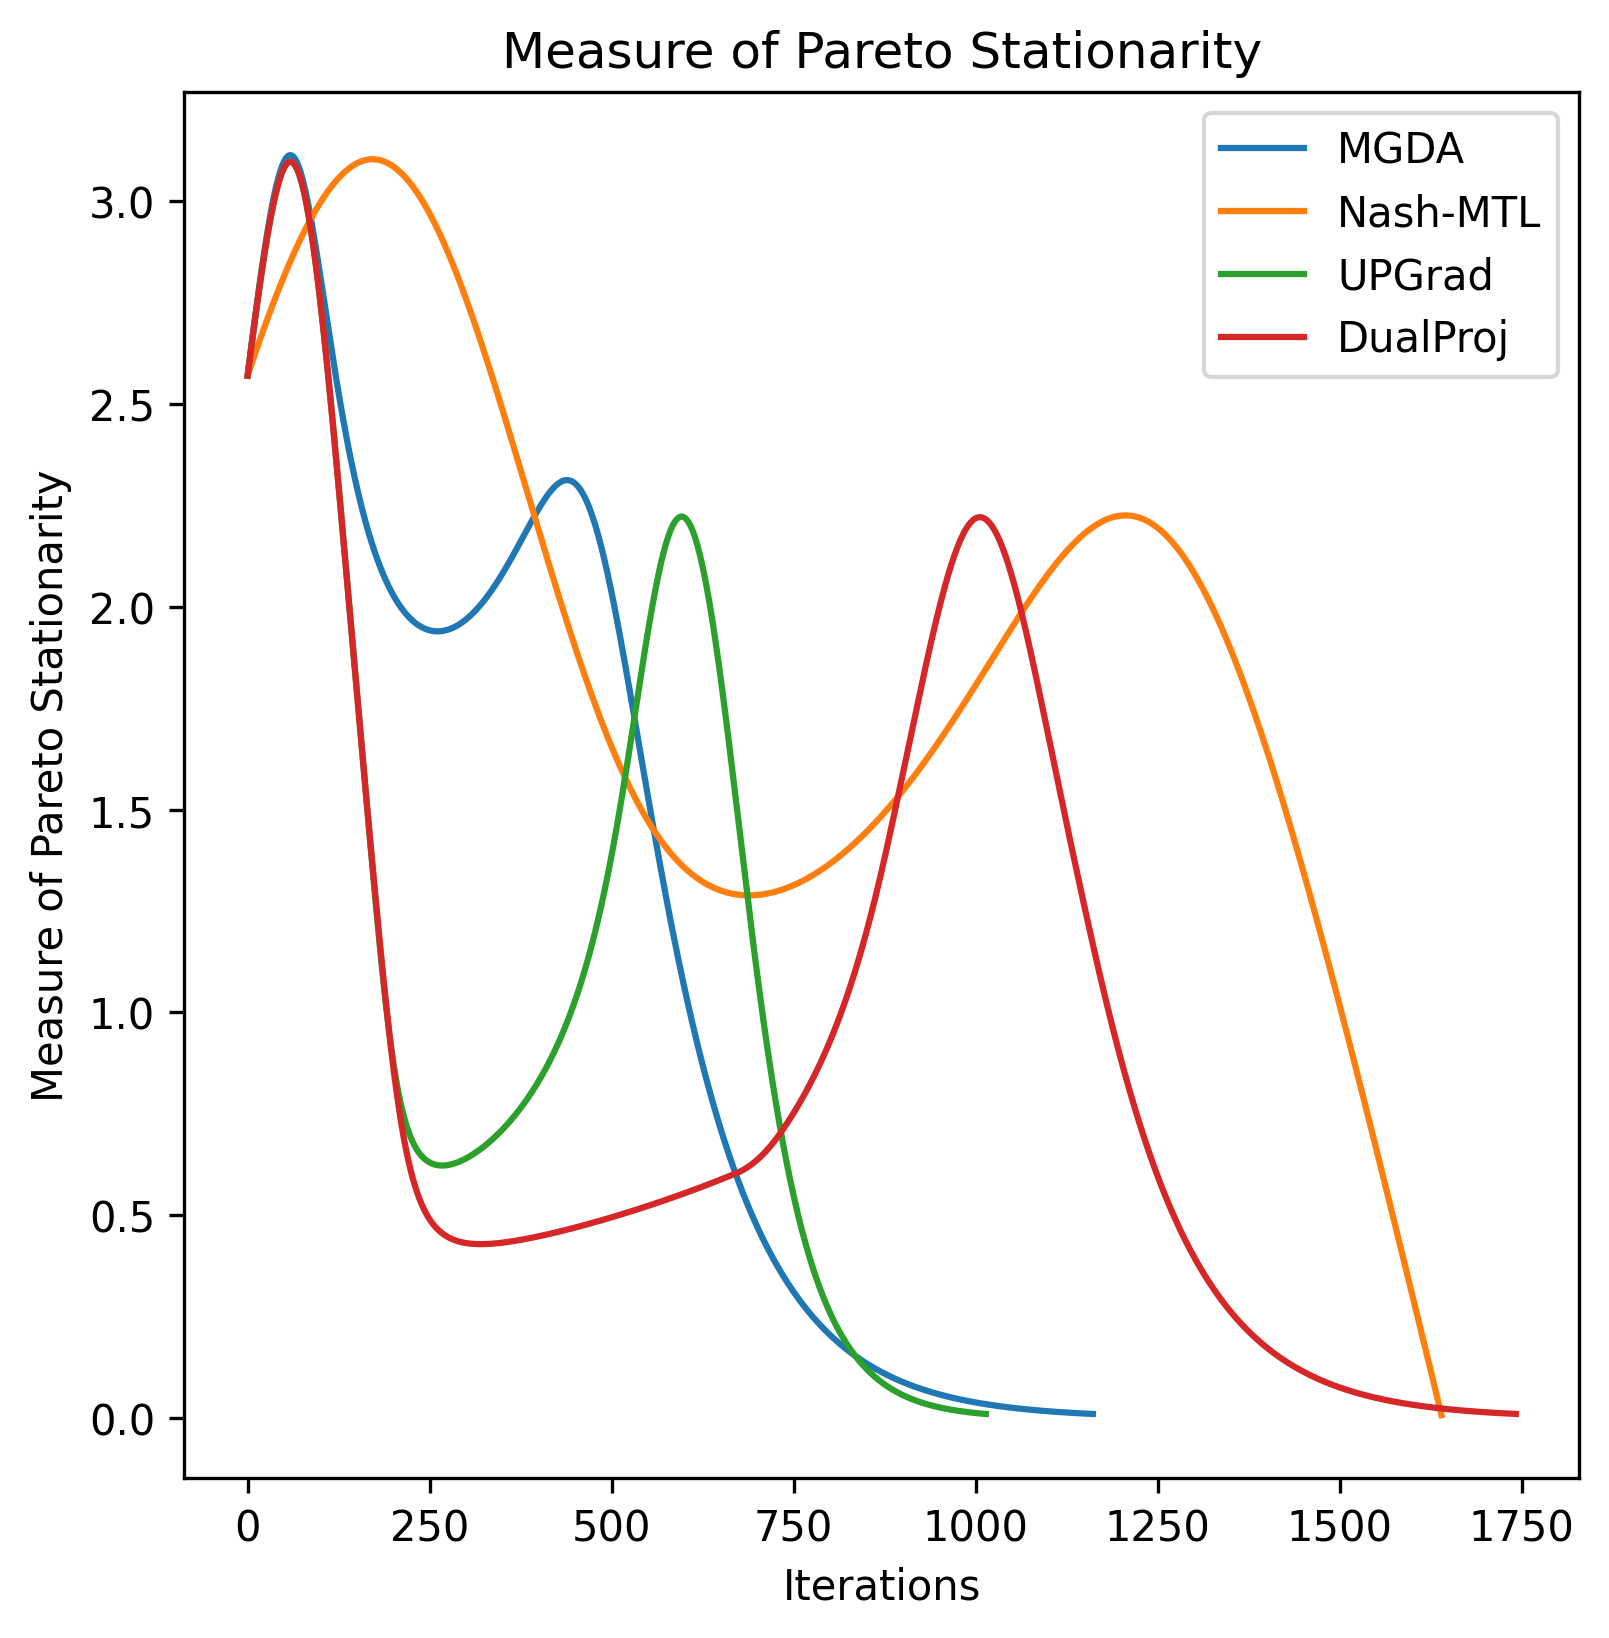 Measure of Pareto Stationarity
MGDA
Nash-MTL
UPGrad
DualProj
Measure of Pareto Stationarity
3.0
2.5
2.0
1.5
1.0
0.5
0.0
0 250 500 750 1000 1250 1500 1750
Iterations